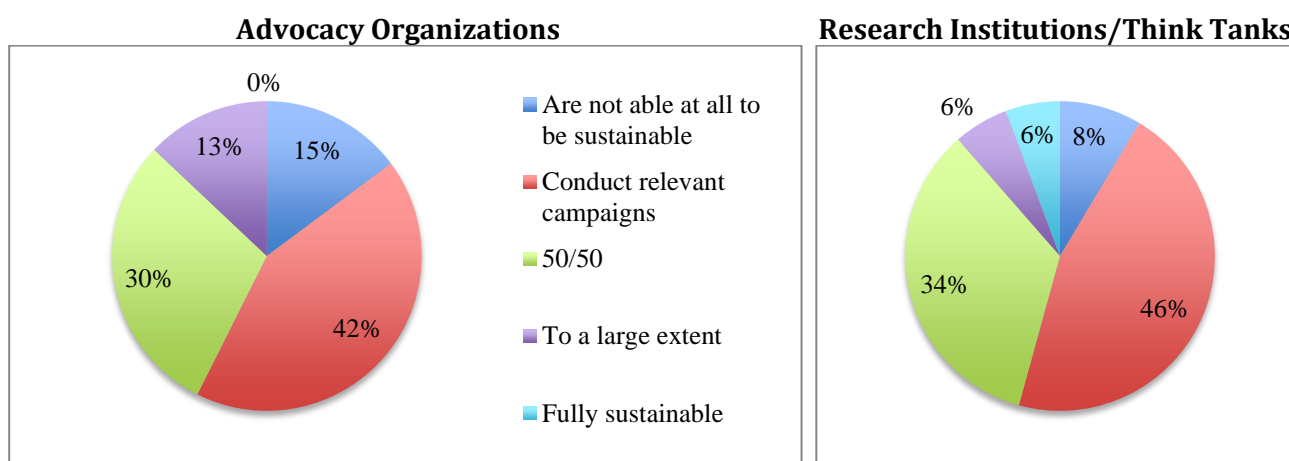 Advocacy Organizations
0%
13%
15%
30%
42%
Are not able at all to
be sustainable
Conduct relevant
campaigns
50/50
To a large extent
Fully sustainable
Research Institutions/Think Tanks
6%
6%
8%
34%
46%